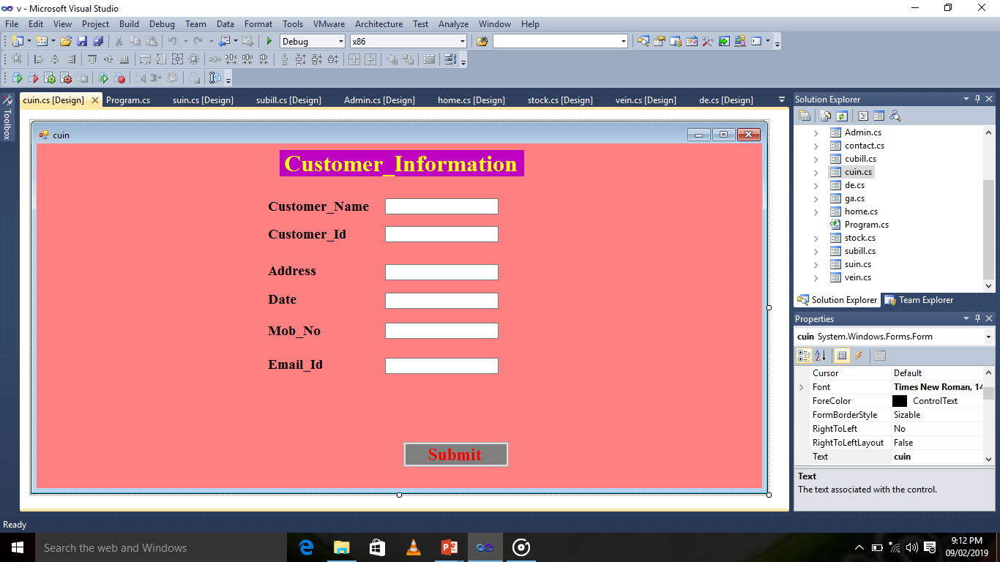 v - Microsoft Visual Studio
File Edit View Project Build Debug Team Data Format Tools VMware Architecture Test Analyze Window Help
Debug x86
cuin.cs [Design] Program.cs suin.cs [Design] subill.cs [Design] Admin.cs [Design] home.cs [Design] stock.cs [Design] vein.cs [Design] de.cs [Design]
Toolbox
cuin
Customer_Information
Customer_Name
Customer_Id
Address
Date
Mob_No
Email_Id
Submit
Solution Explorer
Admin.cs
contact.cs
cubill.cs
cuin.cs
de.cs
ga.cs
home.cs
Program.cs
stock.cs
subill.cs
suin.cs
vein.cs
Solution Explorer Team Explorer
Properties
cuin System.Windows.Forms.Form
Cursor Default
Font Times New Roman, 14
ForeColor ControlText
FormBorderStyle Sizable
RightToLeft No
RightToLeftLayout False
Text cuin
Text
The text associated with the control.
Ready
Search the web and Windows
9:12 PM
09/02/2019